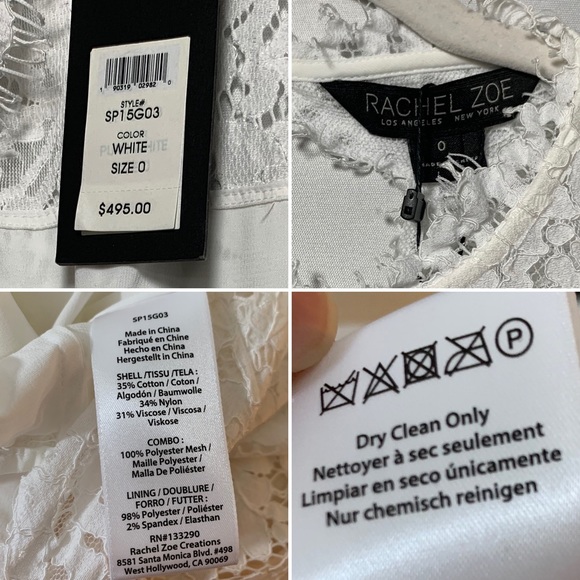 90319 02982 0
STYLE#
SP15G03
COLOR
WHITE
SIZE 0
$495.00
RACHEL ZOE
LOS ANGELES NEW YORK
0
SP15G03
Made in China
Fabriqué en Chine
Hecho en China
Hergestellt in China
SHELL /TISSU /TELA :
35% Cotton / Coton /
Algodón / Baumwolle
34% Nylon
31% Viscose / Viscosa /
Viskose
COMBO :
100% Polyester Mesh /
Maille Polyester /
Malla De Poliéster
LINING / DOUBLURE /
FORRO / FUTTER :
98% Polyester / Poliéster
2% Spandex / Elasthan
RN#133290
Rachel Zoe Creations
8581 Santa Monica Blvd. #498
West Hollywood, CA 90069
P
Dry Clean Only
Nettoyer à sec seulement
Limpiar en seco únicamente
Nur chemisch reinigen